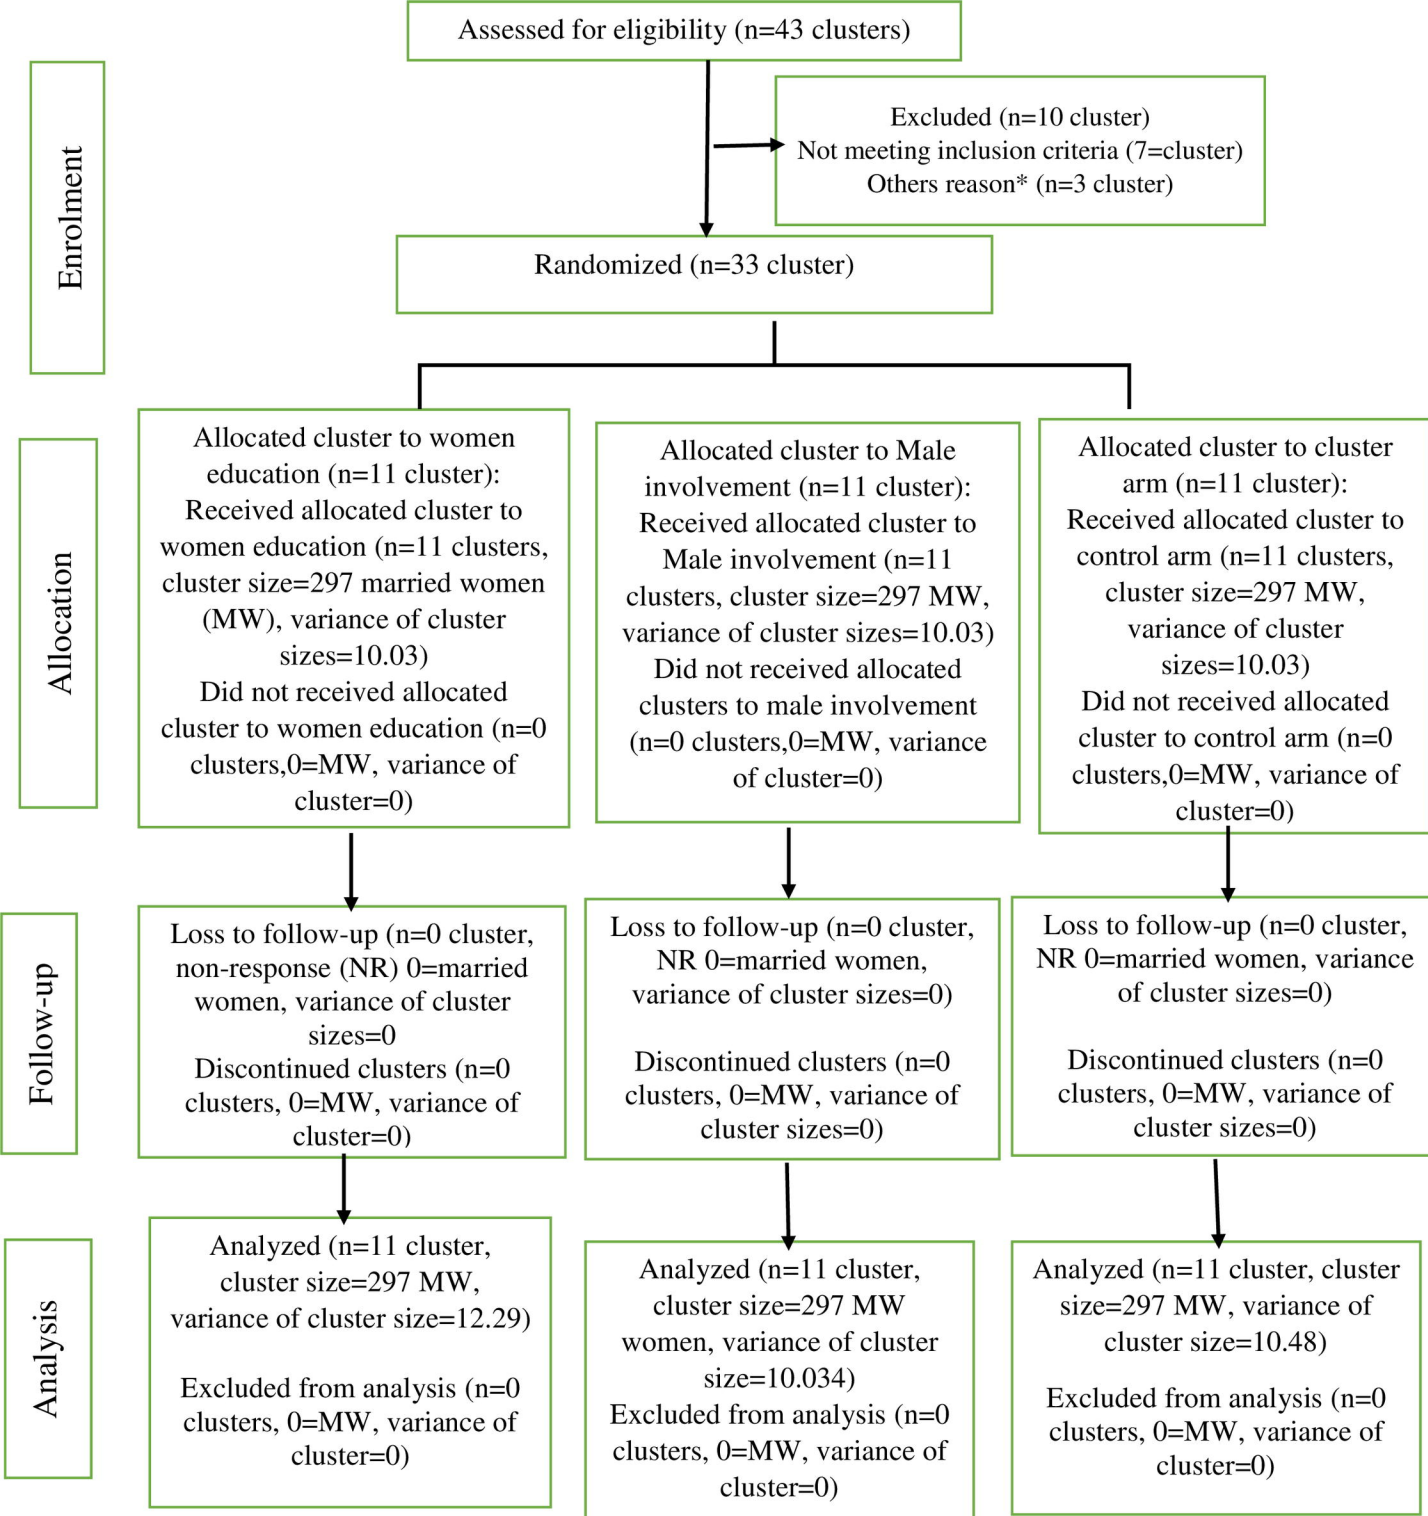 Assessed for eligibility (n=43 clusters)
Enrolment
Excluded (n=10 cluster)
Not meeting inclusion criteria (7=cluster)
Others reason* (n=3 cluster)
Randomized (n=33 cluster)
Allocation
Allocated cluster to women
education (n=11 cluster):
Received allocated cluster to
women education (n=11 clusters,
cluster size=297 married women
(MW), variance of cluster
sizes=10.03)
Did not received allocated
cluster to women education (n=0
clusters,0=MW, variance of
cluster=0)
Allocated cluster to Male
involvement (n=11 cluster):
Received allocated cluster to
Male involvement (n=11
clusters, cluster size=297 MW,
variance of cluster sizes=10.03)
Did not received allocated
clusters to male involvement
(n=0 clusters,0=MW, variance
of cluster=0)
Allocated cluster to cluster
arm (n=11 cluster):
Received allocated cluster to
control arm (n=11 clusters,
cluster size=297 MW,
variance of cluster
sizes=10.03)
Did not received allocated
cluster to control arm (n=0
clusters,0=MW, variance of
cluster=0)
Follow-up
Loss to follow-up (n=0 cluster,
non-response (NR) 0=married
women, variance of cluster
sizes=0
Discontinued clusters (n=0
clusters, 0=MW, variance of
cluster=0)
Loss to follow-up (n=0 cluster,
NR 0=married women,
variance of cluster sizes=0)
Discontinued clusters (n=0
clusters, 0=MW, variance of
cluster sizes=0)
Loss to follow-up (n=0 cluster,
NR 0=married women, variance
of cluster sizes=0)
Discontinued clusters (n=0
clusters, 0=MW, variance of
cluster sizes=0)
Analysis
Analyzed (n=11 cluster,
cluster size=297 MW,
variance of cluster size=12.29)
Excluded from analysis (n=0
clusters, 0=MW, variance of
cluster=0)
Analyzed (n=11 cluster,
cluster size=297 MW
women, variance of cluster
size=10.034)
Excluded from analysis (n=0
clusters, 0=MW, variance of
cluster=0)
Analyzed (n=11 cluster, cluster
size=297 MW, variance of
cluster size=10.48)
Excluded from analysis (n=0
clusters, 0=MW, variance of
cluster=0)